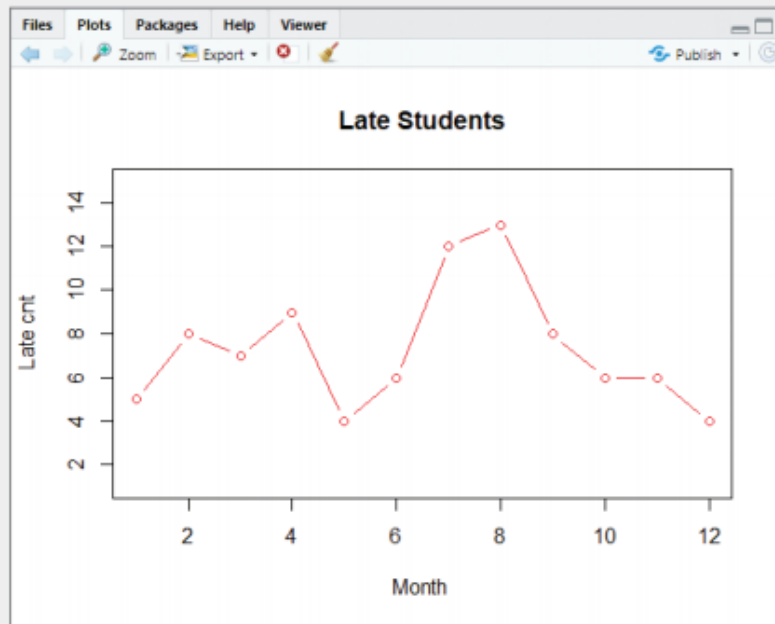 Files Plots Packages Help Viewer
Zoom Export Publish
Late Students
14
12
10
8
6
4
2
Late cnt
2 4 6 8 10 12
Month